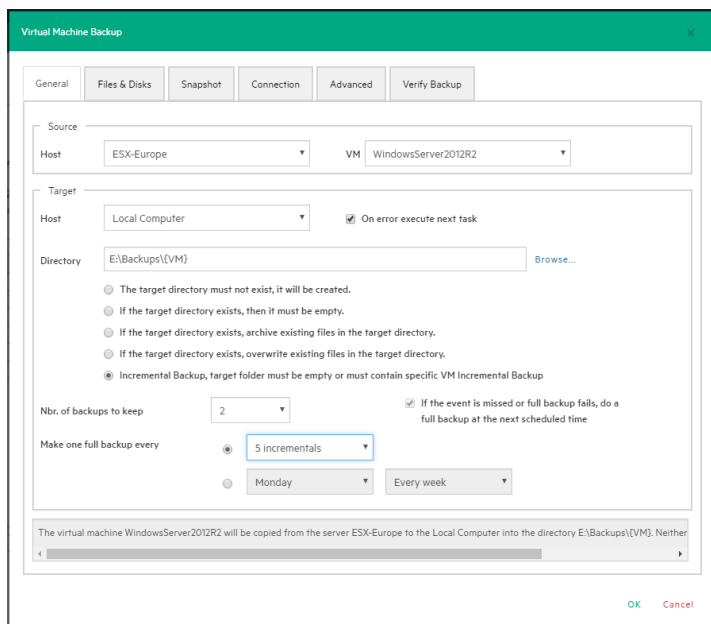 Virtual Machine Backup
×
General Files & Disks Snapshot Connection Advanced Verify Backup
Source
Host ESX-Europe VM WindowsServer2012R2
Target
Host Local Computer On error execute next task
Directory E:\Backups\{VM} Browse...
The target directory must not exist, it will be created.
If the target directory exists, then it must be empty.
If the target directory exists, archive existing files in the target directory.
If the target directory exists, overwrite existing files in the target directory.
Incremental Backup, target folder must be empty or must contain specific VM Incremental Backup
Nbr. of backups to keep 2 If the event is missed or full backup fails, do a
full backup at the next scheduled time
Make one full backup every 5 incrementals
Monday Every week
The virtual machine WindowsServer2012R2 will be copied from the server ESX-Europe to the Local Computer into the directory E:\Backups\{VM}. Neither
OK Cancel